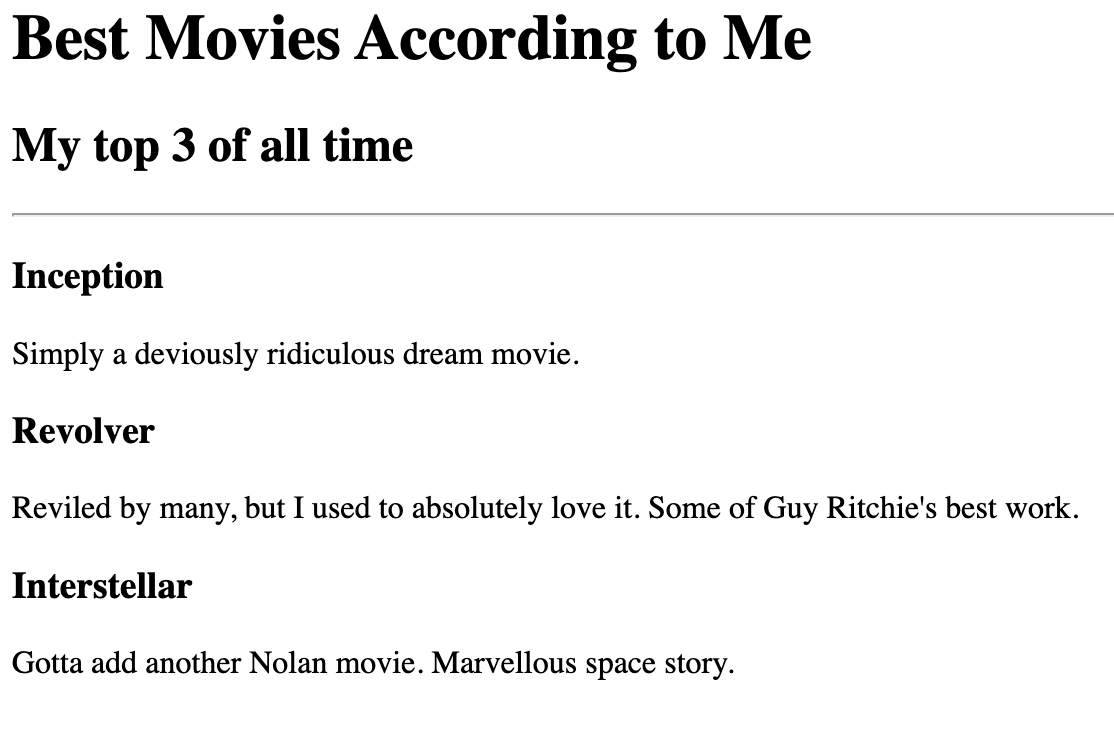 Best Movies According to Me
My top 3 of all time
Inception
Simply a deviously ridiculous dream movie.
Revolver
Reviled by many, but I used to absolutely love it. Some of Guy Ritchie's best work.
Interstellar
Gotta add another Nolan movie. Marvellous space story.